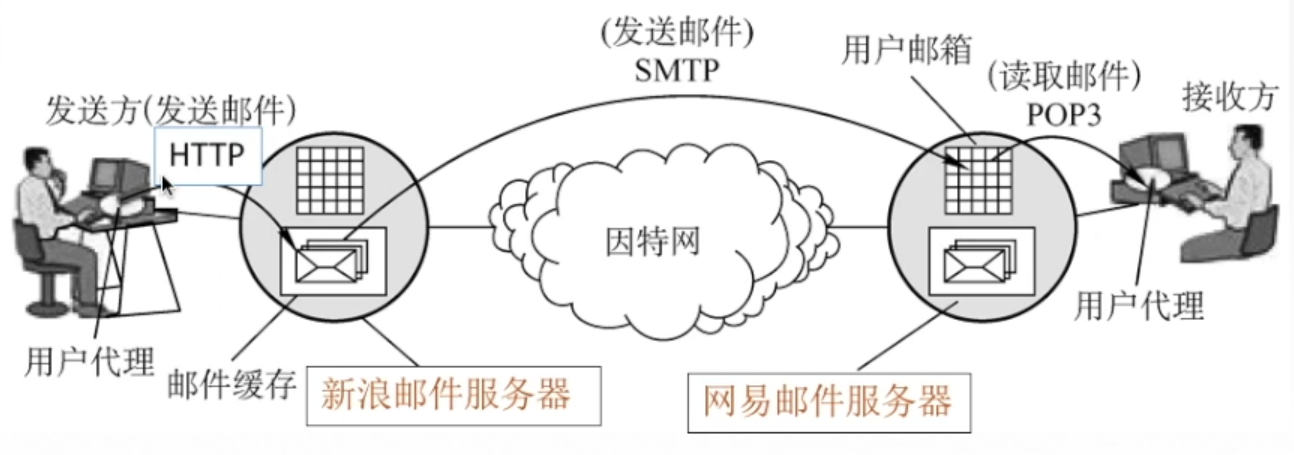 (发送邮件)
SMTP
用户邮箱
(读取邮件)
POP3
接收方
发送方(发送邮件)
HTTP
因特网
用户代理
邮件缓存
新浪邮件服务器
网易邮件服务器
用户代理